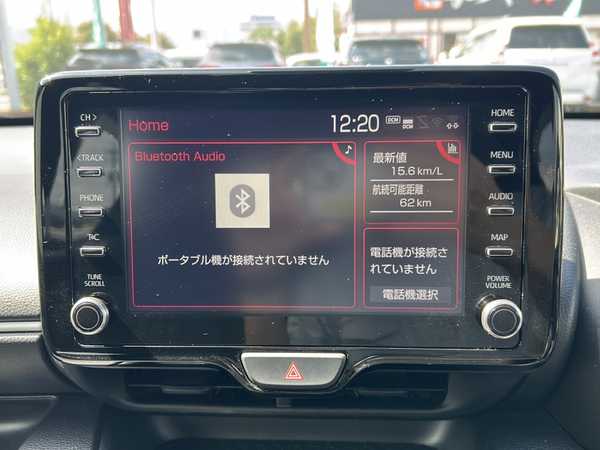 CH >
HOME
Home
12:20
DCM
DCM
< TRACK
MENU
Bluetooth Audio
最新値
15.6 km/L
航続可能距離
62 km
PHONE
AUDIO
ポータブル機が接続されていません
電話機が接続さ
れていません
電話機選択
T&C
MAP
TUNE
SCROLL
POWER
VOLUME